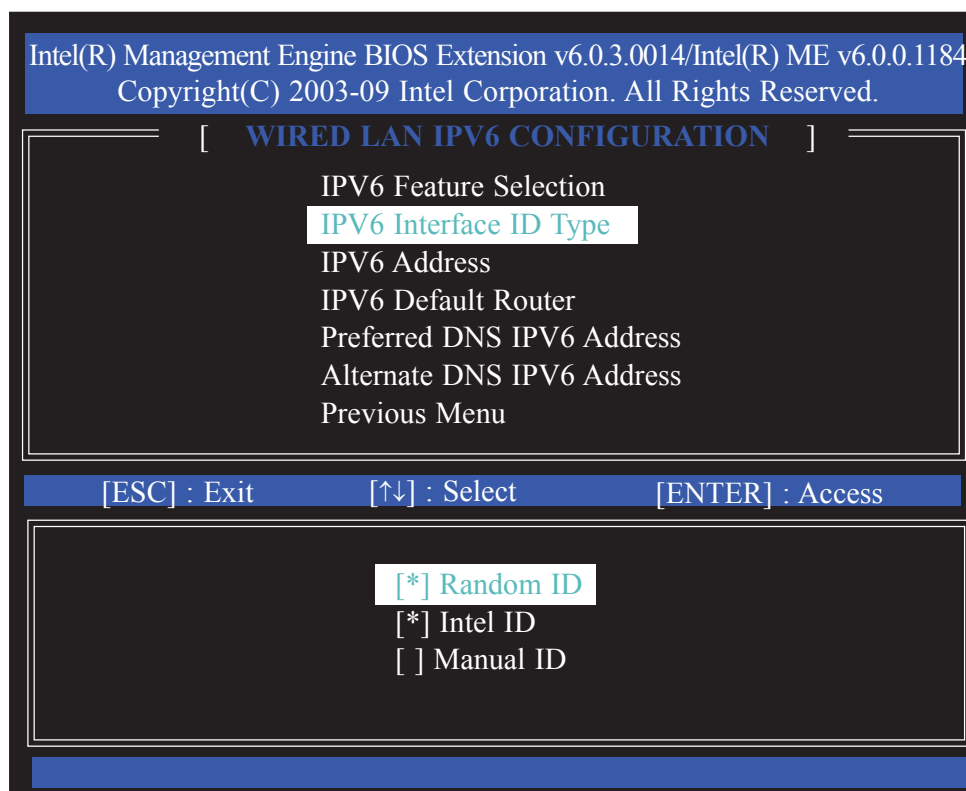 Intel(R) Management Engine BIOS Extension v6.0.3.0014/Intel(R) ME v6.0.0.1184
Copyright(C) 2003-09 Intel Corporation. All Rights Reserved.
[ WIRED LAN IPV6 CONFIGURATION ]
IPV6 Feature Selection
IPV6 Interface ID Type
IPV6 Address
IPV6 Default Router
Preferred DNS IPV6 Address
Alternate DNS IPV6 Address
Previous Menu
[ESC] : Exit [↑↓] : Select [ENTER] : Access
[*] Random ID
[*] Intel ID
[ ] Manual ID